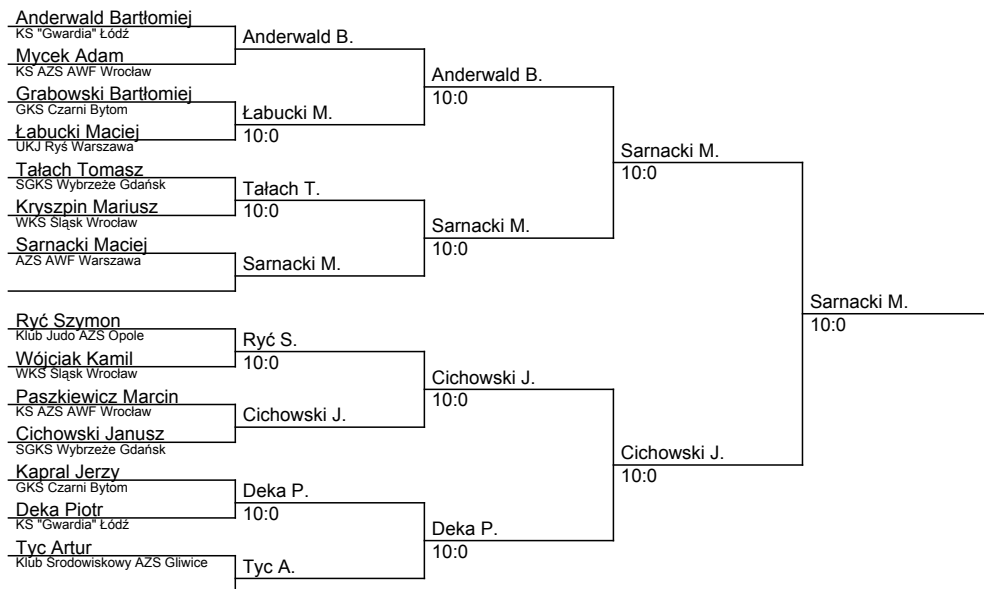 Anderwald Bartłomiej
KS "Gwardia" Łódź
Mycek Adam
KS AZS AWF Wrocław
Grabowski Bartłomiej
GKS Czarni Bytom
Łabucki Maciej
UKJ Ryś Warszawa
Tałach Tomasz
SGKS Wybrzeże Gdańsk
Kryszpin Mariusz
WKS Śląsk Wrocław
Sarnacki Maciej
AZS AWF Warszawa
Ryć Szymon
Klub Judo AZS Opole
Wójciak Kamil
WKS Śląsk Wrocław
Paszkiewicz Marcin
KS AZS AWF Wrocław
Cichowski Janusz
SGKS Wybrzeże Gdańsk
Kapral Jerzy
GKS Czarni Bytom
Deka Piotr
KS "Gwardia" Łódź
Tyc Artur
Klub Środowiskowy AZS Gliwice
Anderwald B.
Łabucki M.
10:0
Tałach T.
10:0
Sarnacki M.
Ryć S.
10:0
Cichowski J.
Deka P.
10:0
Tyc A.
Anderwald B.
10:0
Sarnacki M.
10:0
Cichowski J.
10:0
Deka P.
10:0
Sarnacki M.
10:0
Cichowski J.
10:0
Sarnacki M.
10:0